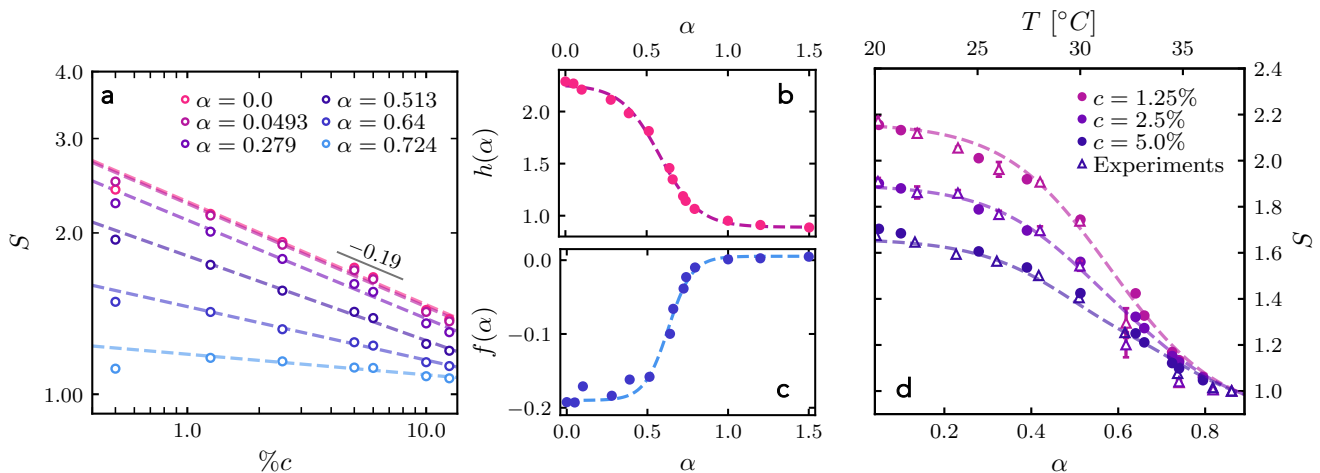 a
α = 0.0
α = 0.0493
α = 0.279
α = 0.513
α = 0.64
α = 0.724
−0.19
4.0
3.0
2.0
1.00
S
1.0
10.0
%c
α
0.0 0.5 1.0 1.5
b
2.0
1.5
1.0
h(α)
c
0.0
−0.1
−0.2
f(α)
0.0 0.5 1.0 1.5
α
T [°C]
20 25 30 35
c = 1.25%
c = 2.5%
c = 5.0%
Experiments
d
2.4
2.2
2.0
1.8
1.6
1.4
1.2
1.0
S
0.2 0.4 0.6 0.8
α